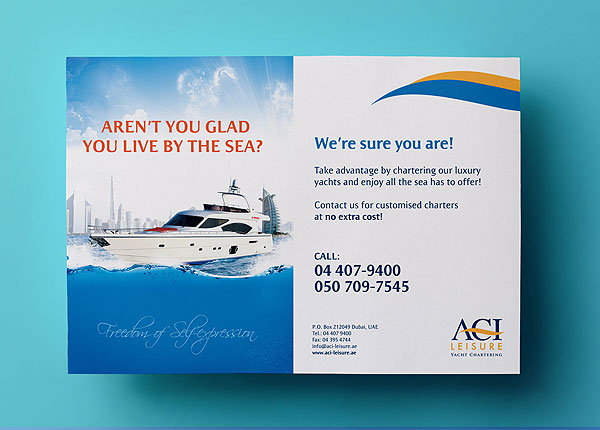 AREN'T YOU GLAD
YOU LIVE BY THE SEA?
Freedom of Self-expression
We're sure you are!
Take advantage by chartering our luxury
yachts and enjoy all the sea has to offer!
Contact us for customised charters
at no extra cost!
CALL:
04 407-9400
050 709-7545
P.O. Box 212049 Dubai, UAE
Tel.: 04 407 9400
Fax: 04 395 4744
info@aci-leisure.ae
www.aci-leisure.ae
ACI
LEISURE
YACHT CHARTERING